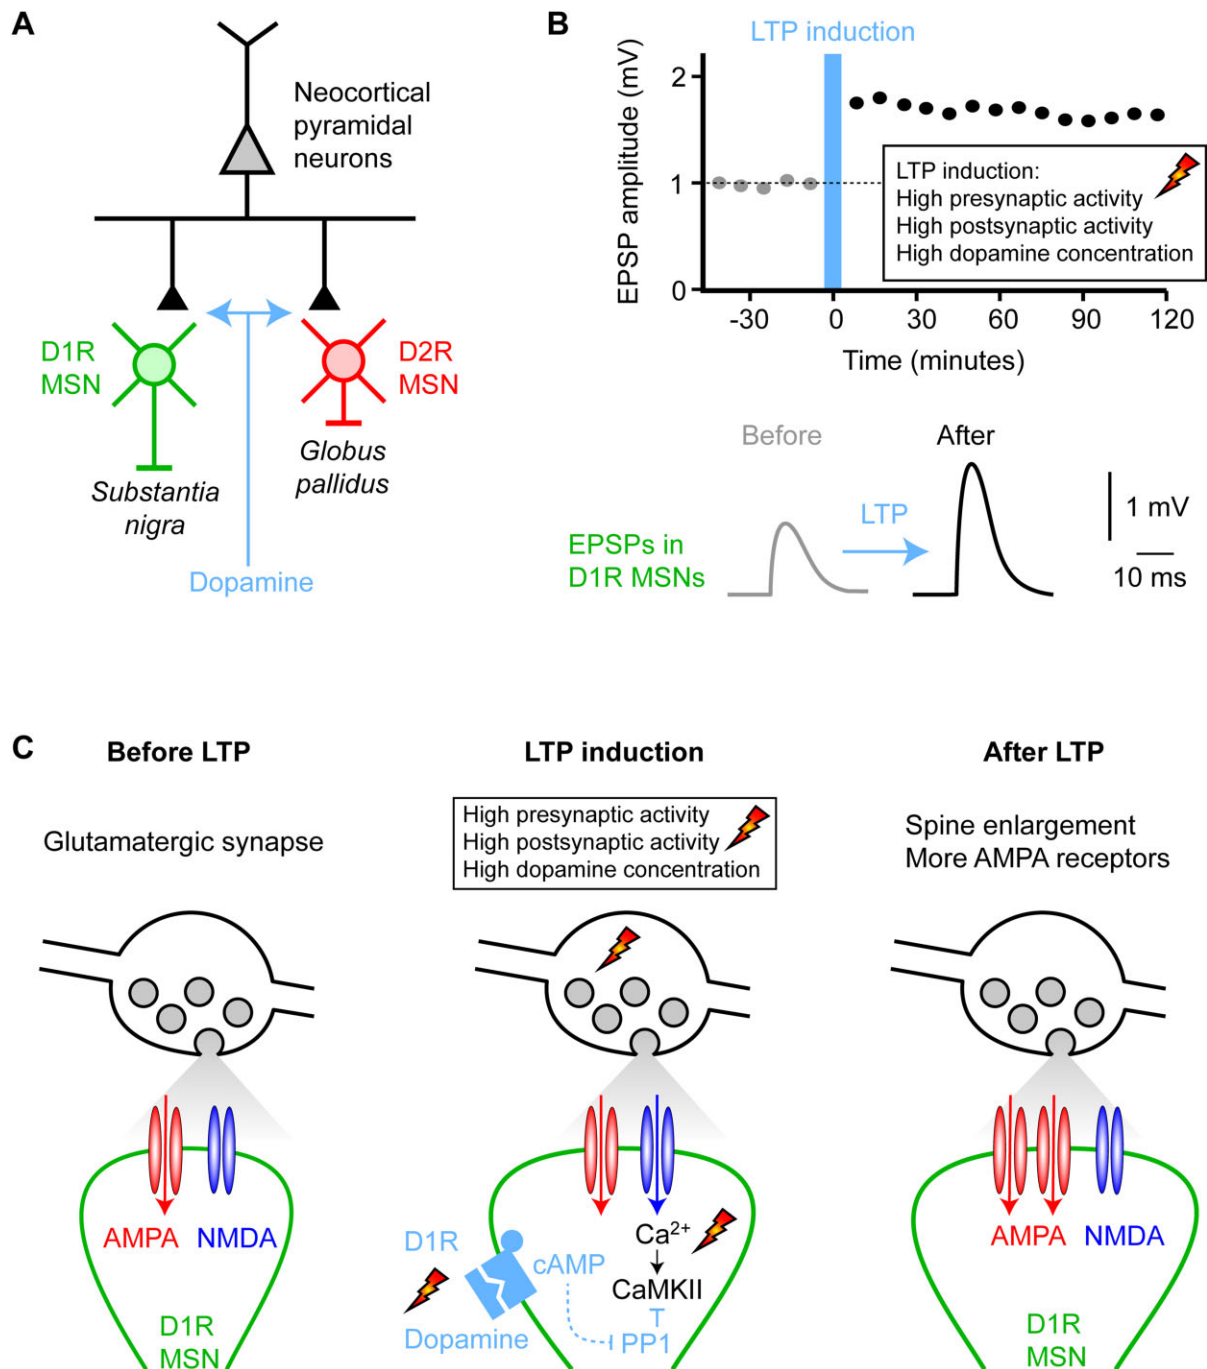 A
Neocortical
pyramidal
neurons
D1R
MSN
D2R
MSN
Substantia
nigra
Globus
pallidus
Dopamine
B
LTP induction
EPSP amplitude (mV)
2
1
0
LTP induction:
High presynaptic activity
High postsynaptic activity
High dopamine concentration
-30
0
30
60
90
120
Time (minutes)
Before
After
LTP
EPSPs in
D1R MSNs
1 mV
10 ms
C
Before LTP
LTP induction
After LTP
Glutamatergic synapse
High presynaptic activity
High postsynaptic activity
High dopamine concentration
Spine enlargement
More AMPA receptors
AMPA
NMDA
D1R
MSN
D1R
Dopamine
cAMP
Ca2+
CaMKII
PP1
AMPA
NMDA
D1R
MSN